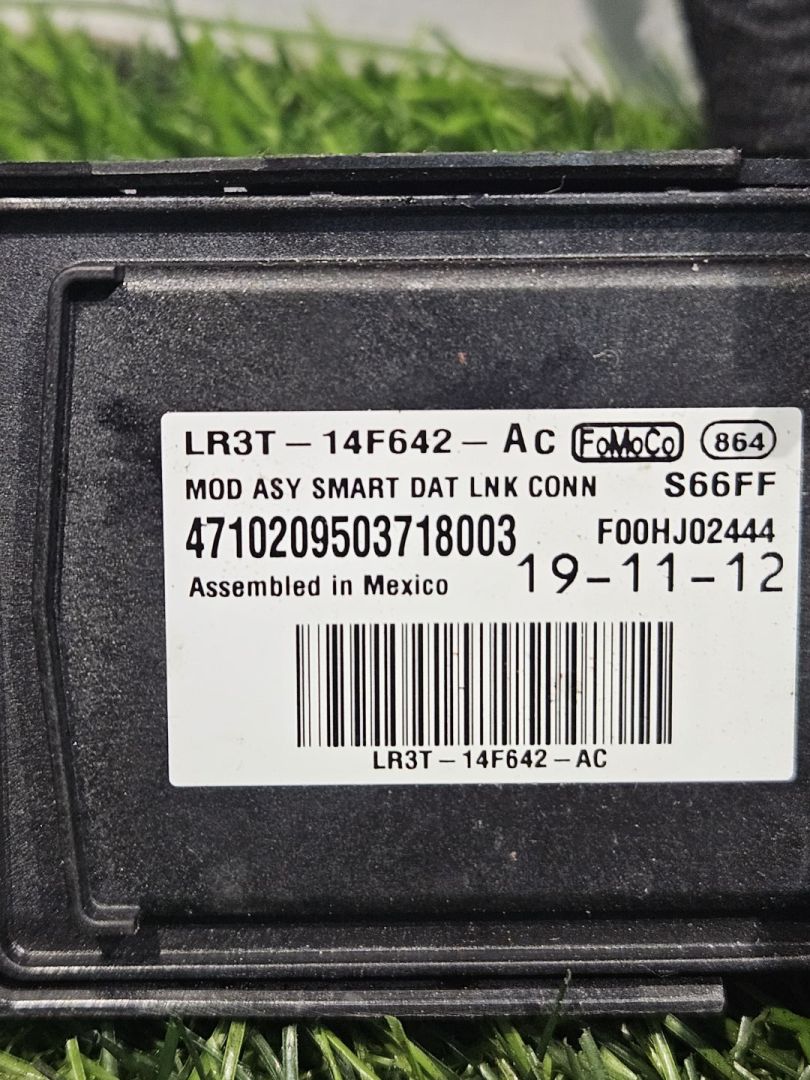 LR3T-14F642-AC FoMoCo 864
MOD ASY SMART DAT LNK CONN S66FF
4710209503718003 F00HJ02444
Assembled in Mexico 19-11-12
LR3T-14F642-AC